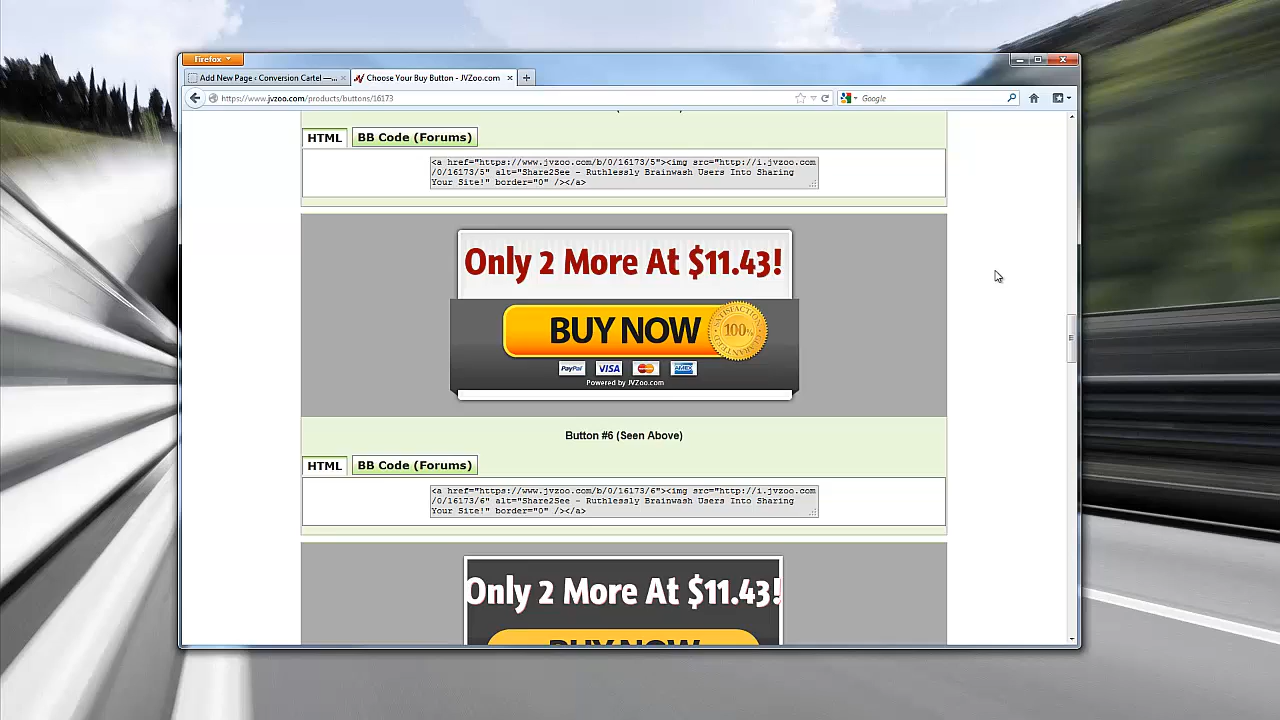 Firefox
Add New Page ‹ Conversion Cartel —...
Choose Your Buy Button - JVZoo.com
https://www.jvzoo.com/products/buttons/16173
Google
HTML
BB Code (Forums)
<a href="https://www.jvzoo.com/b/0/16173/5"><img src="http://i.jvzoo.com
/0/16173/5" alt="Share2See - Ruthlessly Brainwash Users Into Sharing
Your Site!" border="0" /></a>
Only 2 More At $11.43!
BUY NOW
SATISFACTION
100%
GUARANTEED
PayPal
VISA
MasterCard
AMEX
Powered by JVZoo.com
Button #6 (Seen Above)
HTML
BB Code (Forums)
<a href="https://www.jvzoo.com/b/0/16173/6"><img src="http://i.jvzoo.com
/0/16173/6" alt="Share2See - Ruthlessly Brainwash Users Into Sharing
Your Site!" border="0" /></a>
Only 2 More At $11.43!
BUY NOW